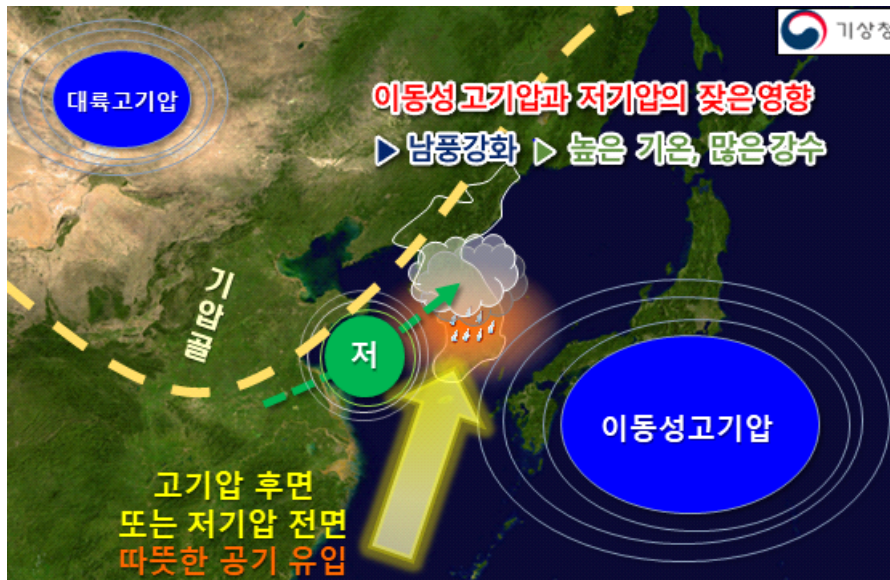 기상청
대륙고기압
이동성 고기압과 저기압의 잦은 영향
▶ 남풍강화 ▶ 높은 기온, 많은 강수
기압골
저
이동성고기압
고기압 후면
또는 저기압 전면
따뜻한 공기 유입